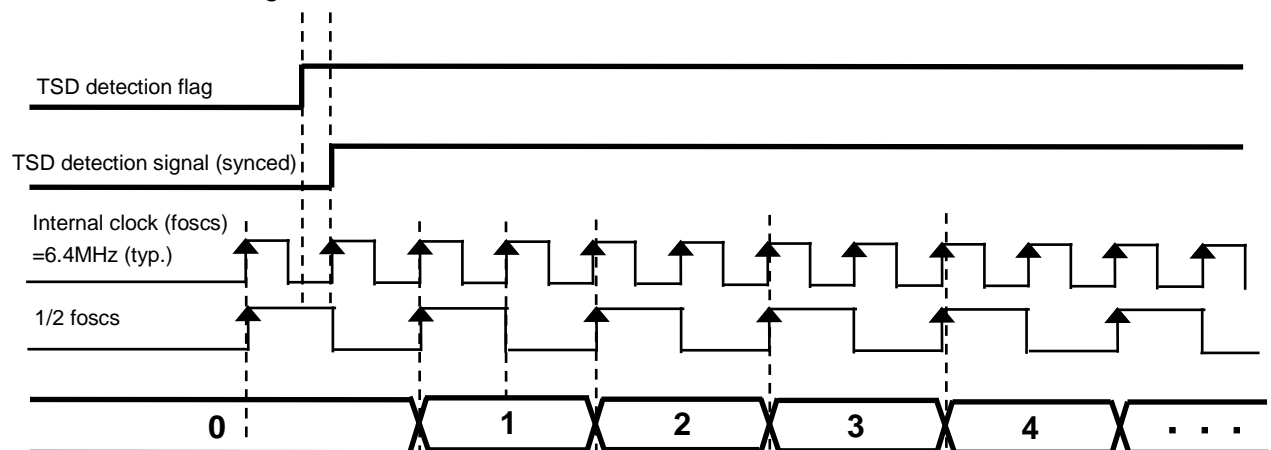 TSD detection flag
TSD detection signal (synced)
Internal clock (foscs)
=6.4MHz (typ.)
1/2 foscs
0 1 2 3 4 . . .